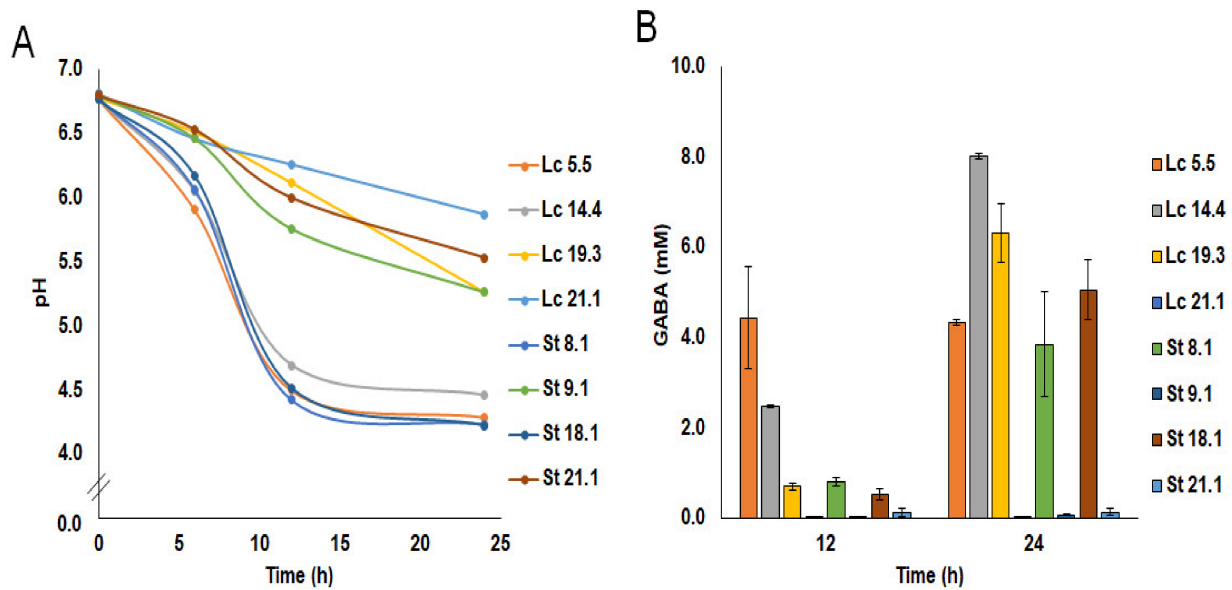 A
pH
7.0
6.5
6.0
5.5
5.0
4.5
4.0
0.0
0
5
10
15
20
25
Time (h)
Lc 5.5
Lc 14.4
Lc 19.3
Lc 21.1
St 8.1
St 9.1
St 18.1
St 21.1
B
GABA (mM)
10.0
8.0
6.0
4.0
2.0
0.0
12
24
Time (h)
Lc 5.5
Lc 14.4
Lc 19.3
Lc 21.1
St 8.1
St 9.1
St 18.1
St 21.1